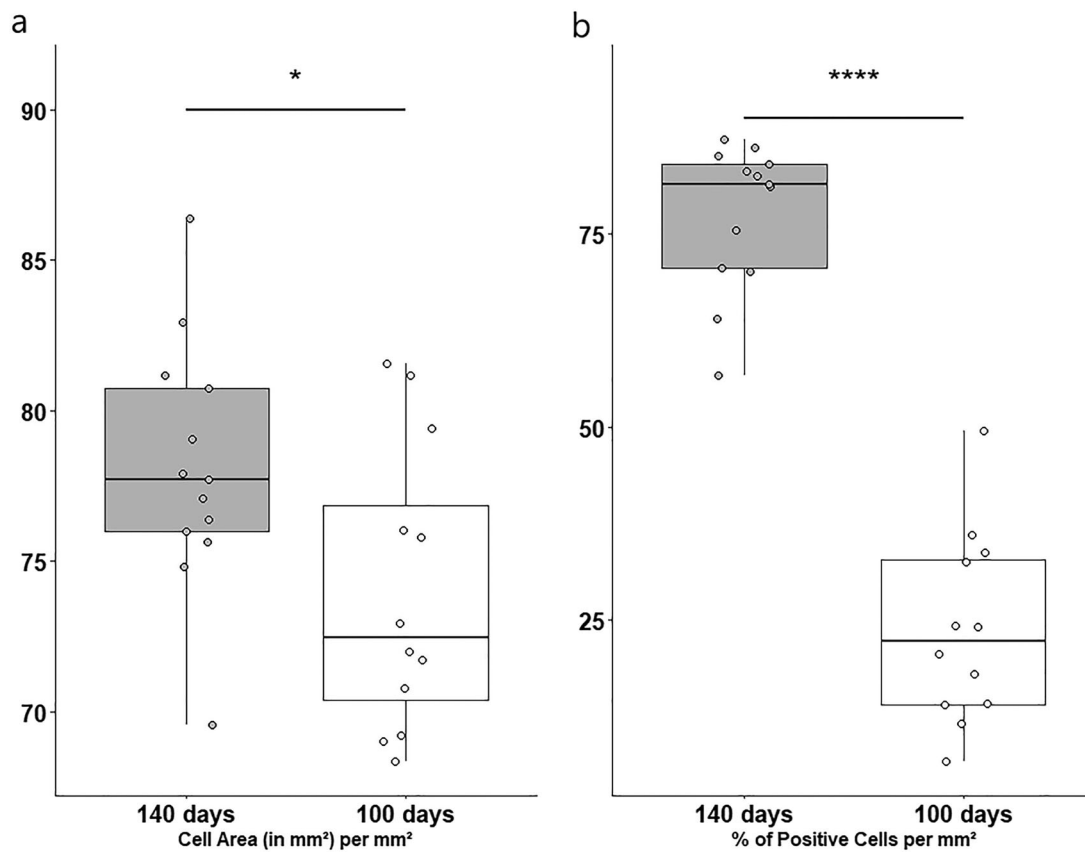 a
*
90
85
80
75
70
140 days 100 days
Cell Area (in mm²) per mm²
b
****
75
50
25
140 days 100 days
% of Positive Cells per mm²